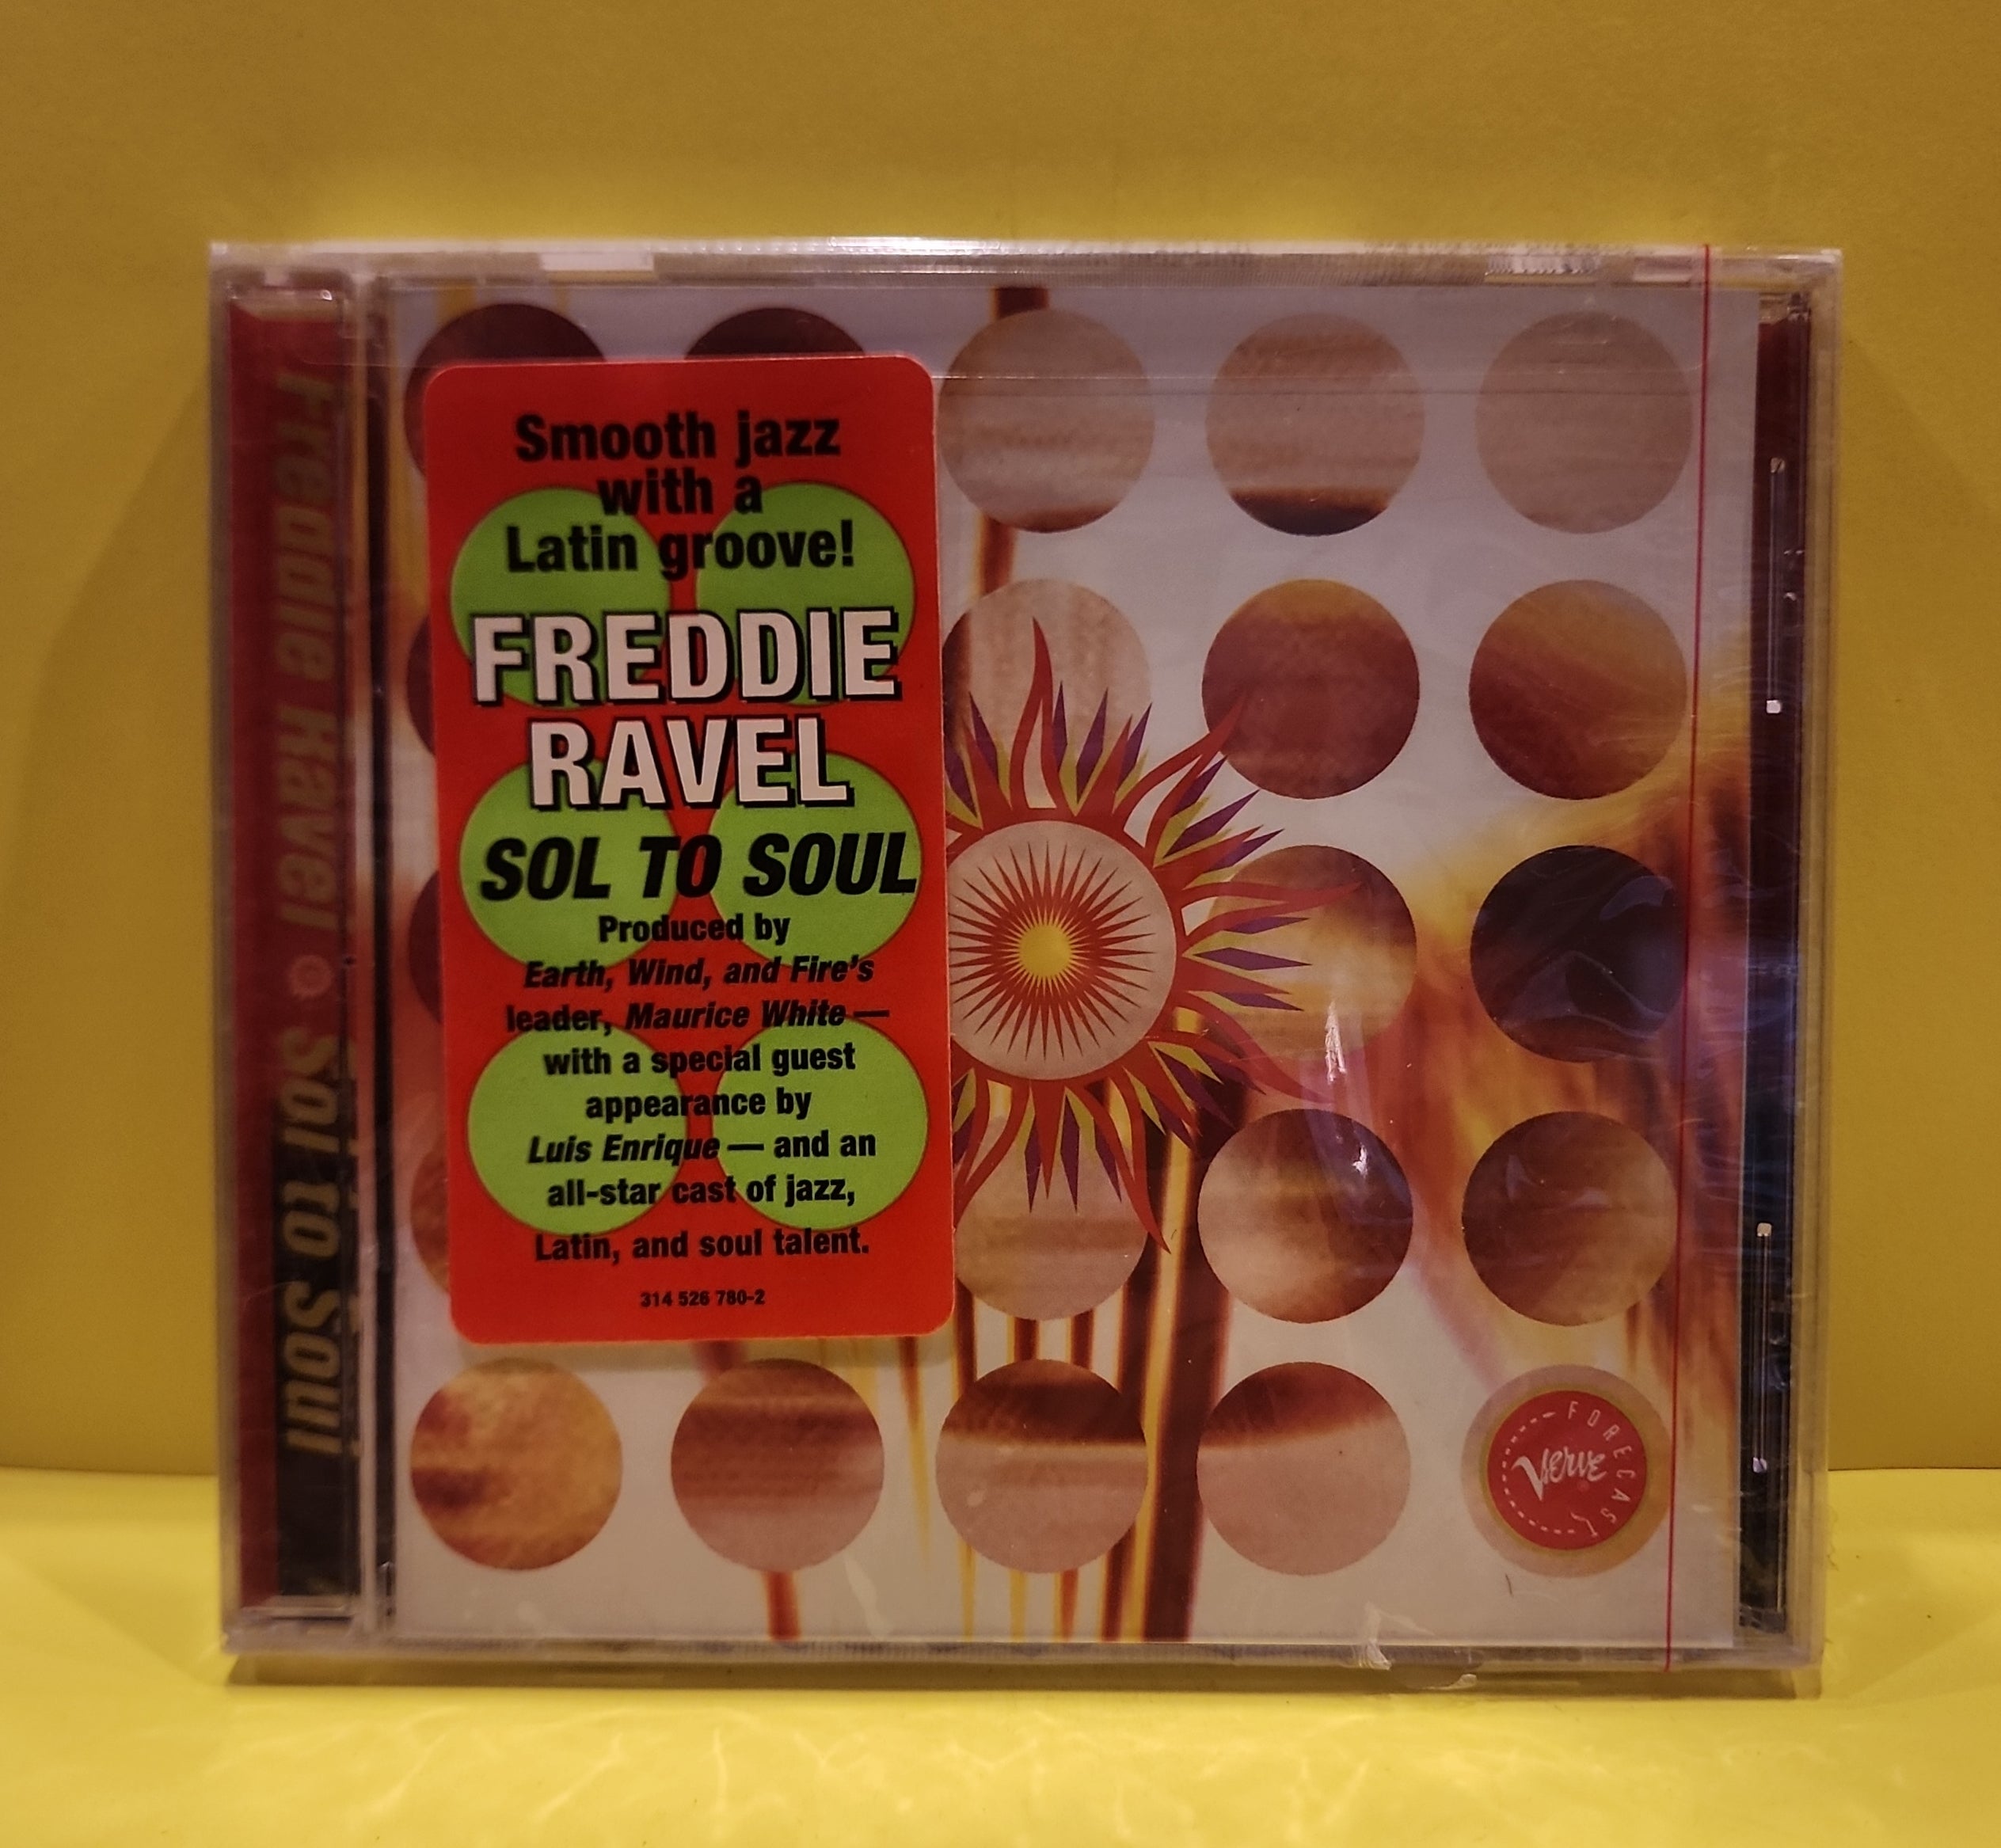 Freddie Ravel Sol to Soul
Smooth jazz
with a
Latin groove!
FREDDIE
RAVEL
SOL TO SOUL
Produced by
Earth, Wind, and Fire's
leader, Maurice White —
with a special guest
appearance by
Luis Enrique — and an
all-star cast of jazz,
Latin, and soul talent.
314 526 780-2
FORECAST
Verve